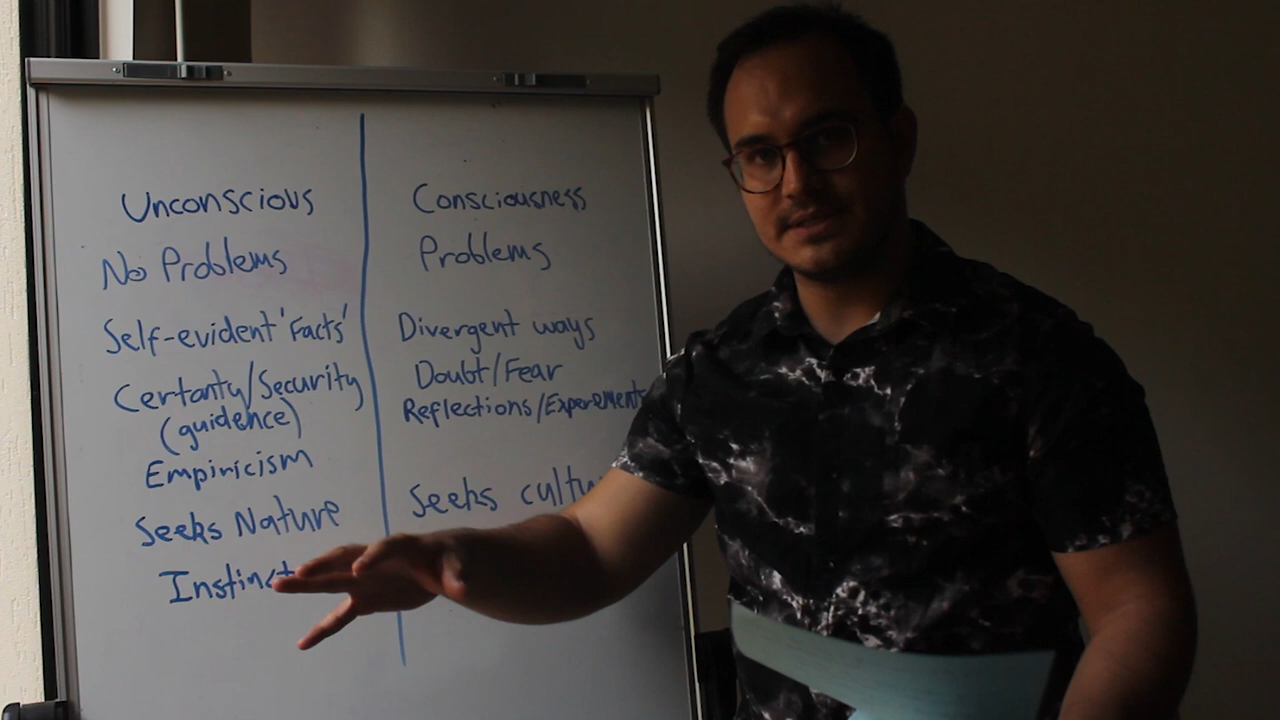 Unconscious
No Problems
Self-evident 'Facts'
Certanty/Security
(guidence)
Empiricism
Seeks Nature
Instinct
Consciousness
Problems
Divergent ways
Doubt/Fear
Reflections/Experements
Seeks